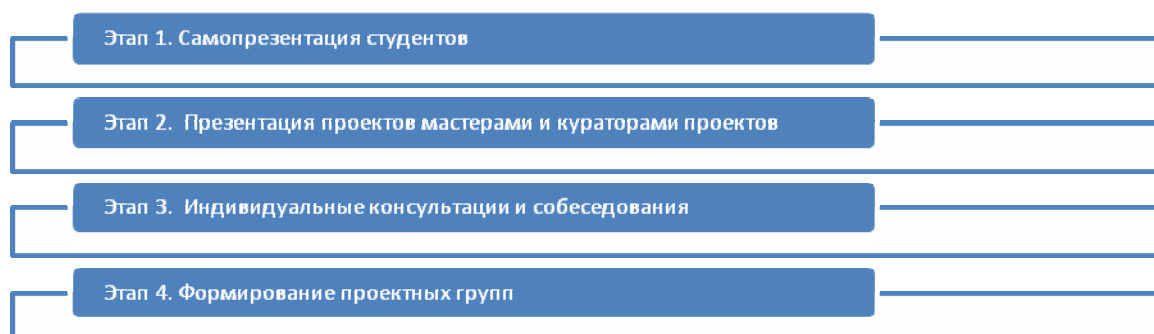 Этап 1. Самопрезентация студентов
Этап 2. Презентация проектов мастерами и кураторами проектов
Этап 3. Индивидуальные консультации и собеседования
Этап 4. Формирование проектных групп